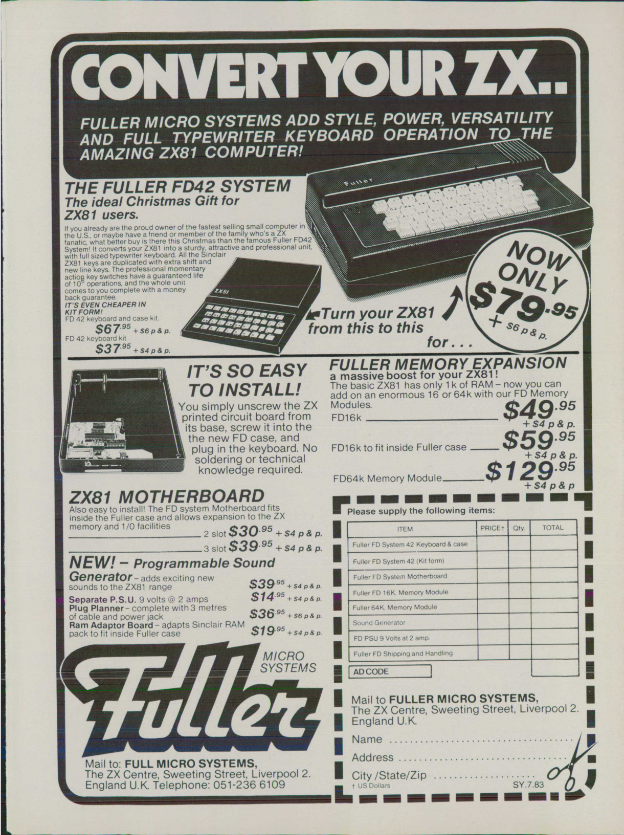 CONVERT YOUR ZX..
FULLER MICRO SYSTEMS ADD STYLE, POWER, VERSATILITY
AND FULL TYPEWRITER KEYBOARD OPERATION TO THE
AMAZING ZX81 COMPUTER!
THE FULLER FD42 SYSTEM
The ideal Christmas Gift for
ZX81 users.
If you already are the proud owner of the fastest selling small computer in
the U.S., or maybe have a friend or member of the family who's a ZX
fanatic, what better buy is there this Christmas than the famous Fuller FD42
System! It converts your ZX81 into a sturdy, attractive and professional unit,
with full sized typewriter keyboard. All the Sinclair
ZX81 keys are duplicated with extra shift and
new line keys. The professional momentary
action key switches have a guaranteed life
of operations, and the whole unit
comes to you complete with a money
back guarantee.
IT'S EVEN CHEAPER IN
KIT FORM!
FD 42 keyboard and case kit.
$67.95 + $6 p & p.
FD 42 keyboard kit
$37.95 + $4 p & p.
Fuller
ZX81
NOW
ONLY
$79.95
+ $6 p & p.
Turn your ZX81
from this to this
for . . .
IT'S SO EASY
TO INSTALL!
You simply unscrew the ZX
printed circuit board from
its base, screw it into the
the new FD case, and
plug in the keyboard. No
soldering or technical
knowledge required.
FULLER MEMORY EXPANSION
a massive boost for your ZX81!
The basic ZX81 has only 1k of RAM – now you can
add on an enormous 16 or 64k with our FD Memory
Modules.
FD16k $49.95
+ $4 p & p.
FD16k to fit inside Fuller case $59.95
+ $4 p & p.
FD64k Memory Module $129.95
+ $4 p & p
ZX81 MOTHERBOARD
Also easy to install! The FD system Motherboard fits
inside the Fuller case and allows expansion to the ZX
memory and 1/0 facilities
2 slot $30.95 + $4 p & p.
3 slot $39.95 + $4 p & p.
NEW! – Programmable Sound
Generator – adds exciting new
sounds to the ZX81 range $39.95 + $4 p & p.
Separate P.S.U. 9 volts @ 2 amps $14.95 + $4 p & p.
Plug Planner – complete with 3 metres
of cable and power jack $36.95 + $6 p & p.
Ram Adaptor Board – adapts Sinclair RAM
pack to fit inside Fuller case $19.95 + $4 p & p.
Fuller
MICRO
SYSTEMS
Mail to: FULL MICRO SYSTEMS,
The ZX Centre, Sweeting Street, Liverpool 2.
England U.K. Telephone: 051-236 6109
Please supply the following items:
ITEM PRICE† Qty. TOTAL
Fuller FD System 42 Keyboard & case
Fuller FD System 42 (Kit form)
Fuller FD System Motherboard
Fuller FD 16K. Memory Module
Fuller 64K. Memory Module
Sound Generator
FD PSU 9 Volts at 2 amp.
Fuller FD Shipping and Handling
AD CODE
Mail to FULLER MICRO SYSTEMS,
The ZX Centre, Sweeting Street, Liverpool 2.
England U.K.
Name
Address
City /State/Zip
† US Dollars SY.7.83